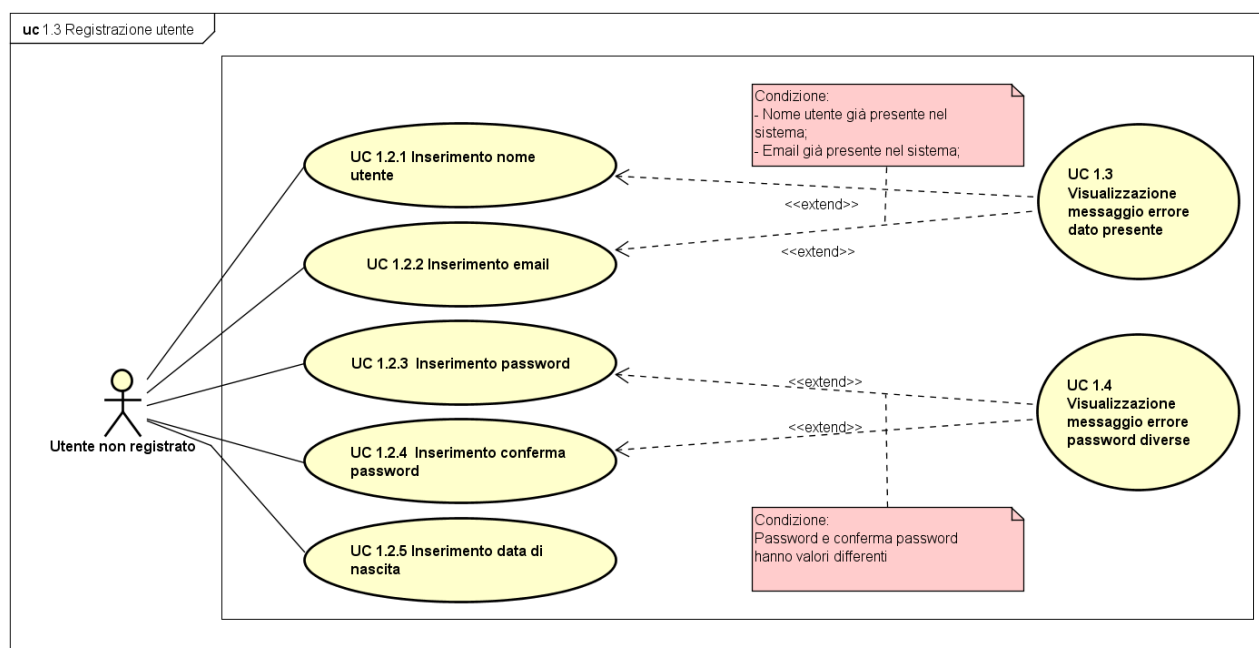 uc 1.3 Registrazione utente
Condizione:
- Nome utente già presente nel
sistema;
- Email già presente nel sistema;
UC 1.2.1 Inserimento nome
utente
UC 1.3
Visualizzazione
messaggio errore
dato presente
<<extend>>
<<extend>>
UC 1.2.2 Inserimento email
UC 1.2.3 Inserimento password
<<extend>>
UC 1.4
Visualizzazione
messaggio errore
password diverse
<<extend>>
Utente non registrato
UC 1.2.4 Inserimento conferma
password
Condizione:
Password e conferma password
hanno valori differenti
UC 1.2.5 Inserimento data di
nascita